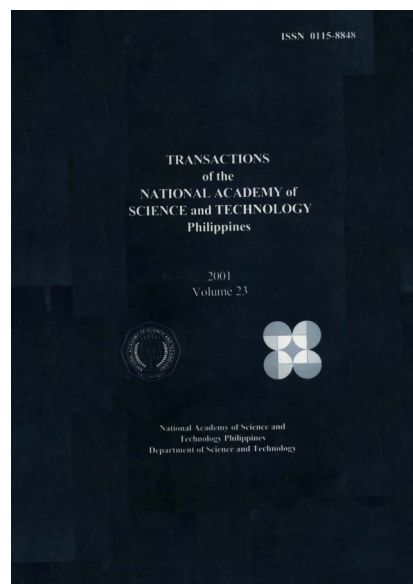 ISSN 0115-8848
TRANSACTIONS
of the
NATIONAL ACADEMY of
SCIENCE and TECHNOLOGY
Philippines
2001
Volume 23
National Academy of Science and
Technology Philippines
Department of Science and Technology